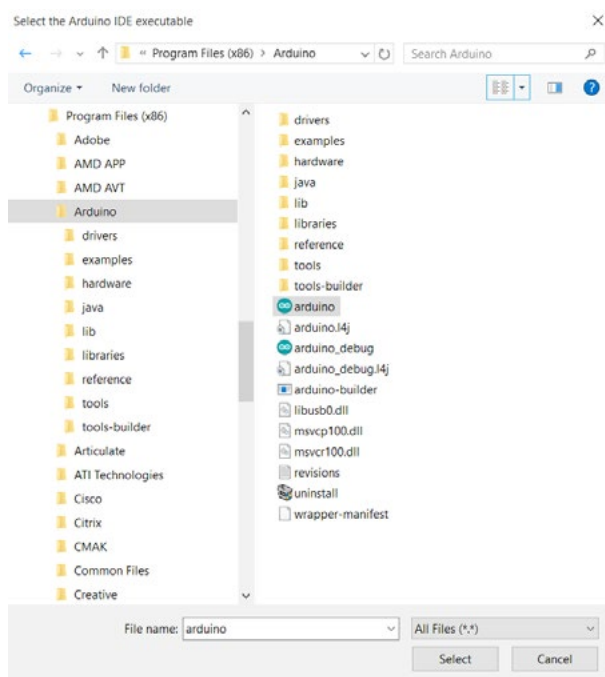 Select the Arduino IDE executable
« Program Files (x86) > Arduino
Search Arduino
Organize
New folder
Program Files (x86)
Adobe
AMD APP
AMD AVT
Arduino
drivers
examples
hardware
java
lib
libraries
reference
tools
tools-builder
Articulate
ATI Technologies
Cisco
Citrix
CMAK
Common Files
Creative
drivers
examples
hardware
java
lib
libraries
reference
tools
tools-builder
arduino
arduino.l4j
arduino_debug
arduino_debug.l4j
arduino-builder
libusb0.dll
msvcp100.dll
msvcr100.dll
revisions
uninstall
wrapper-manifest
File name: arduino
All Files (*.*)
Select
Cancel